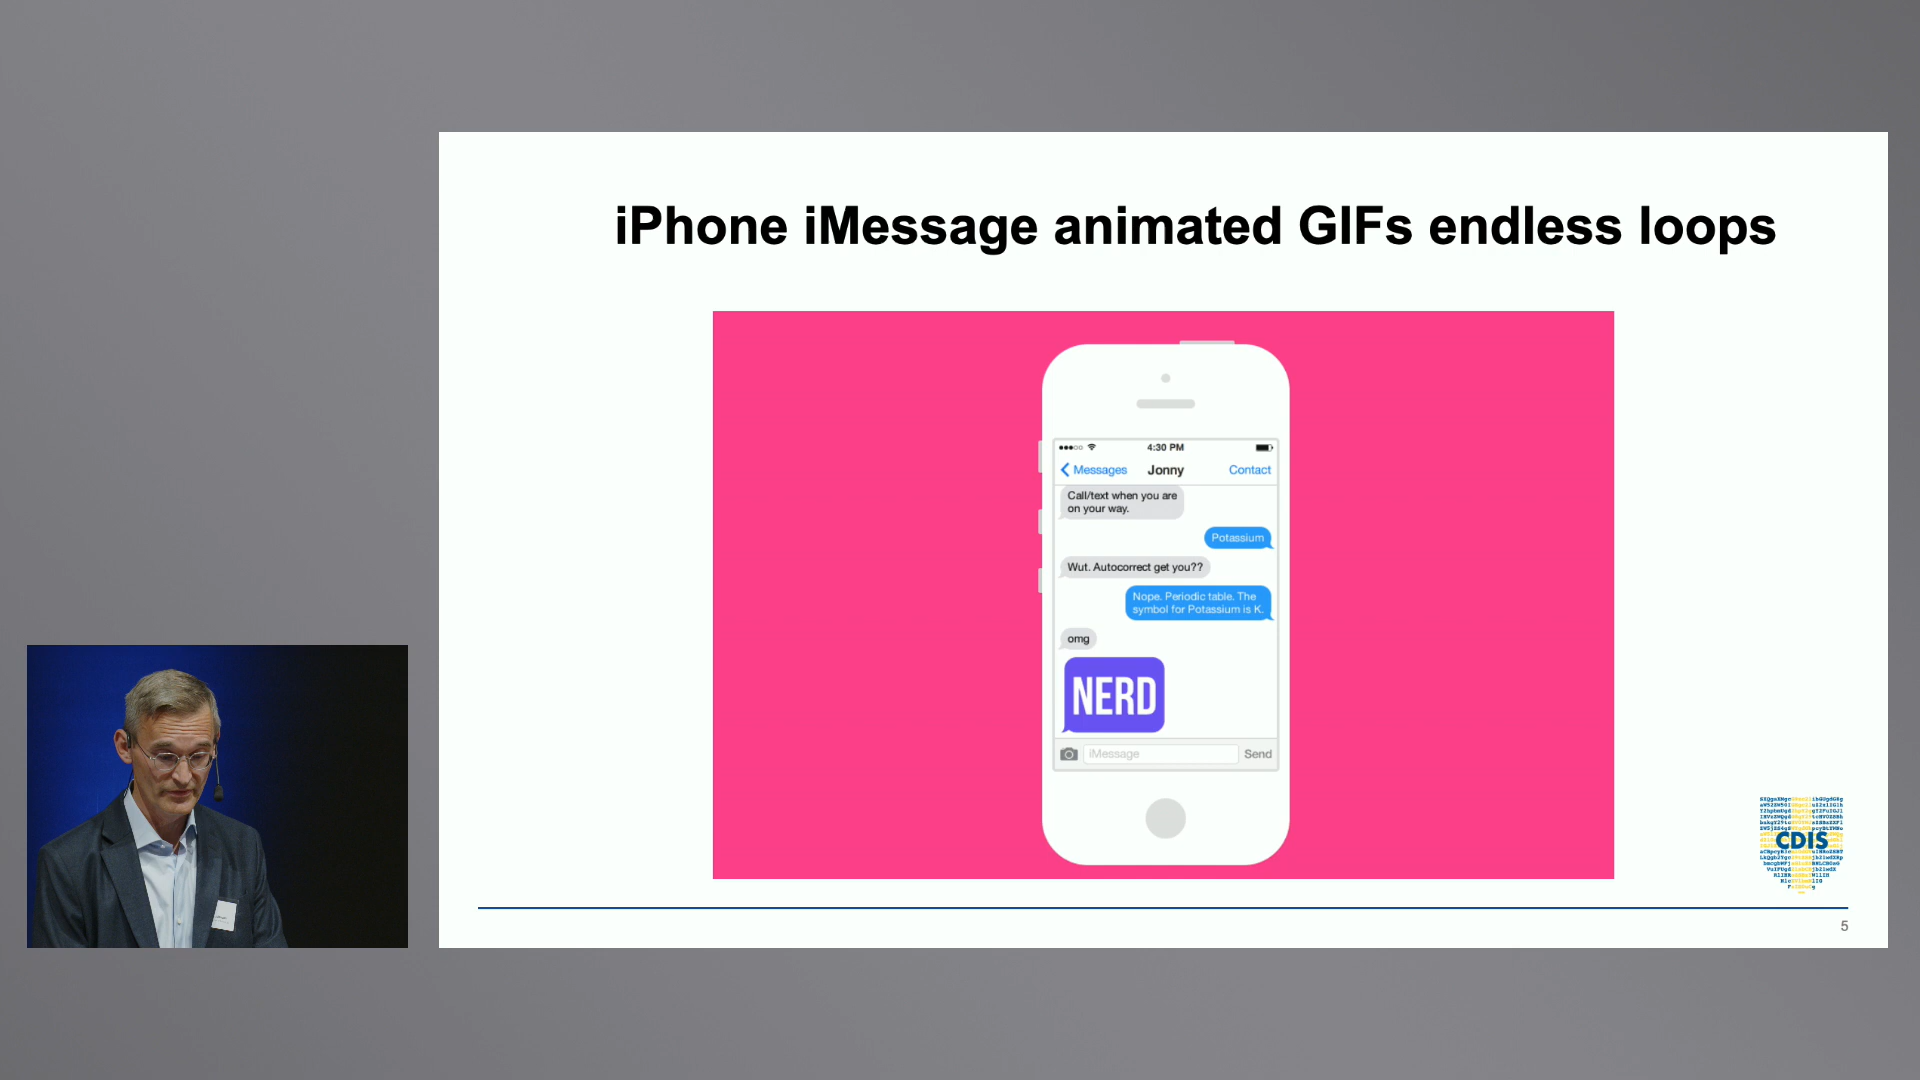 iPhone iMessage animated GIFs endless loops
4:30 PM
Messages Jonny Contact
Call/text when you are
on your way.
Potassium
Wut. Autocorrect get you??
Nope. Periodic table. The
symbol for Potassium is K.
omg
NERD
iMessage Send
CDIS
5